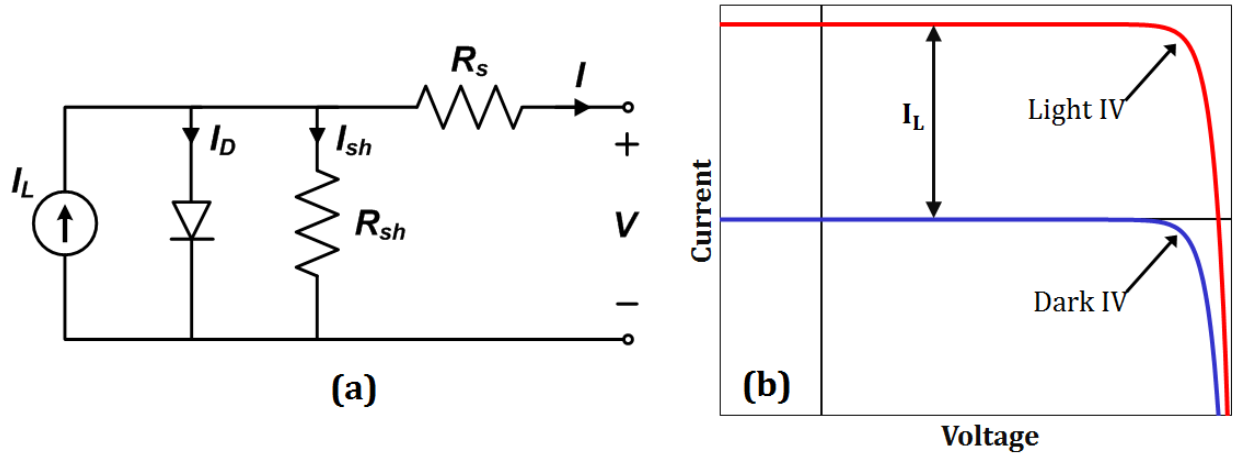 R_s
I
I_D
I_sh
I_L
R_sh
+
V
−
(a)
Current
I_L
Light IV
Dark IV
(b)
Voltage